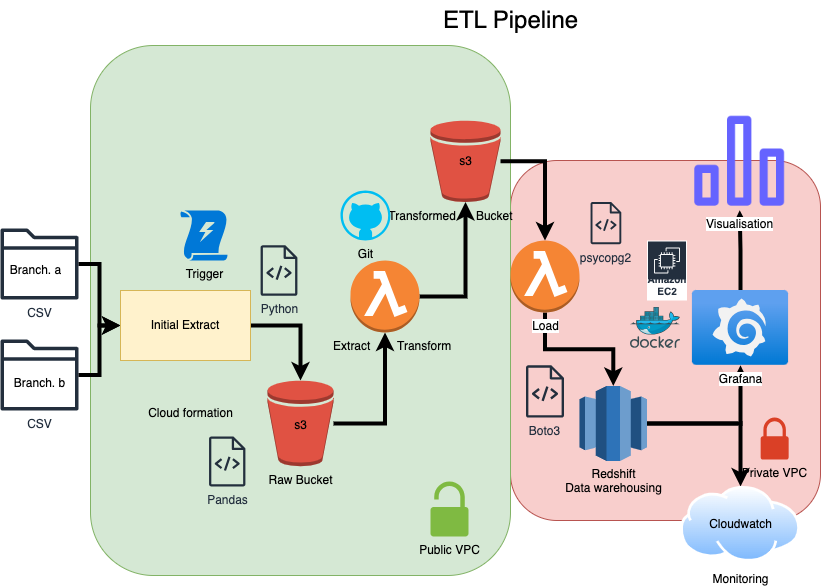 ETL Pipeline
Branch. a
CSV
Branch. b
CSV
Trigger
Python
Initial Extract
Cloud formation
Pandas
s3
Raw Bucket
Git
Extract
Transform
s3
Transformed
Bucket
Public VPC
psycopg2
Load
Boto3
Redshift
Data warehousing
Amazon
EC2
docker
Visualisation
Grafana
Private VPC
Cloudwatch
Monitoring